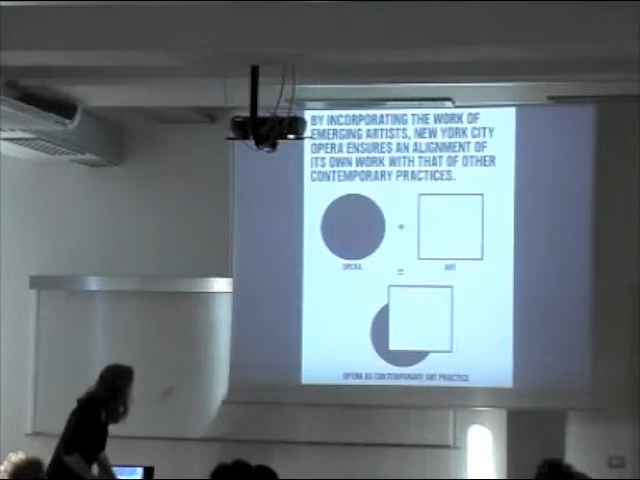 BY INCORPORATING THE WORK OF
EMERGING ARTISTS, NEW YORK CITY
OPERA ENSURES AN ALIGNMENT OF
ITS OWN WORK WITH THAT OF OTHER
CONTEMPORARY PRACTICES.
+
OPERA ART
=
OPERA AS CONTEMPORARY ART PRACTICE